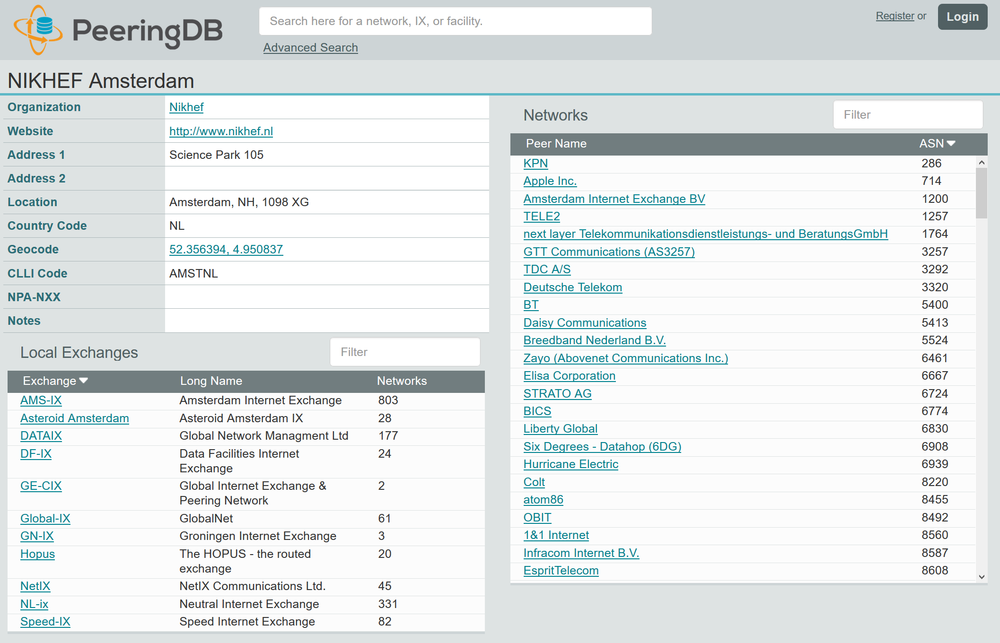 PeeringDB
Search here for a network, IX, or facility.
Register or
Login
Advanced Search
NIKHEF Amsterdam
Organization Nikhef
Website http://www.nikhef.nl
Address 1 Science Park 105
Address 2
Location Amsterdam, NH, 1098 XG
Country Code NL
Geocode 52.356394, 4.950837
CLLI Code AMSTNL
NPA-NXX
Notes
Local Exchanges
Filter
Exchange Long Name Networks
AMS-IX Amsterdam Internet Exchange 803
Asteroid Amsterdam Asteroid Amsterdam IX 28
DATAIX Global Network Managment Ltd 177
DF-IX Data Facilities Internet 24
Exchange
GE-CIX Global Internet Exchange & 2
Peering Network
Global-IX GlobalNet 61
GN-IX Groningen Internet Exchange 3
Hopus The HOPUS - the routed 20
exchange
NetIX NetIX Communications Ltd. 45
NL-ix Neutral Internet Exchange 331
Speed-IX Speed Internet Exchange 82
Networks
Filter
Peer Name ASN
KPN 286
Apple Inc. 714
Amsterdam Internet Exchange BV 1200
TELE2 1257
next layer Telekommunikationsdienstleistungs- und BeratungsGmbH 1764
GTT Communications (AS3257) 3257
TDC A/S 3292
Deutsche Telekom 3320
BT 5400
Daisy Communications 5413
Breedband Nederland B.V. 5524
Zayo (Abovenet Communications Inc.) 6461
Elisa Corporation 6667
STRATO AG 6724
BICS 6774
Liberty Global 6830
Six Degrees - Datahop (6DG) 6908
Hurricane Electric 6939
Colt 8220
atom86 8455
OBIT 8492
1&1 Internet 8560
Infracom Internet B.V. 8587
EspritTelecom 8608